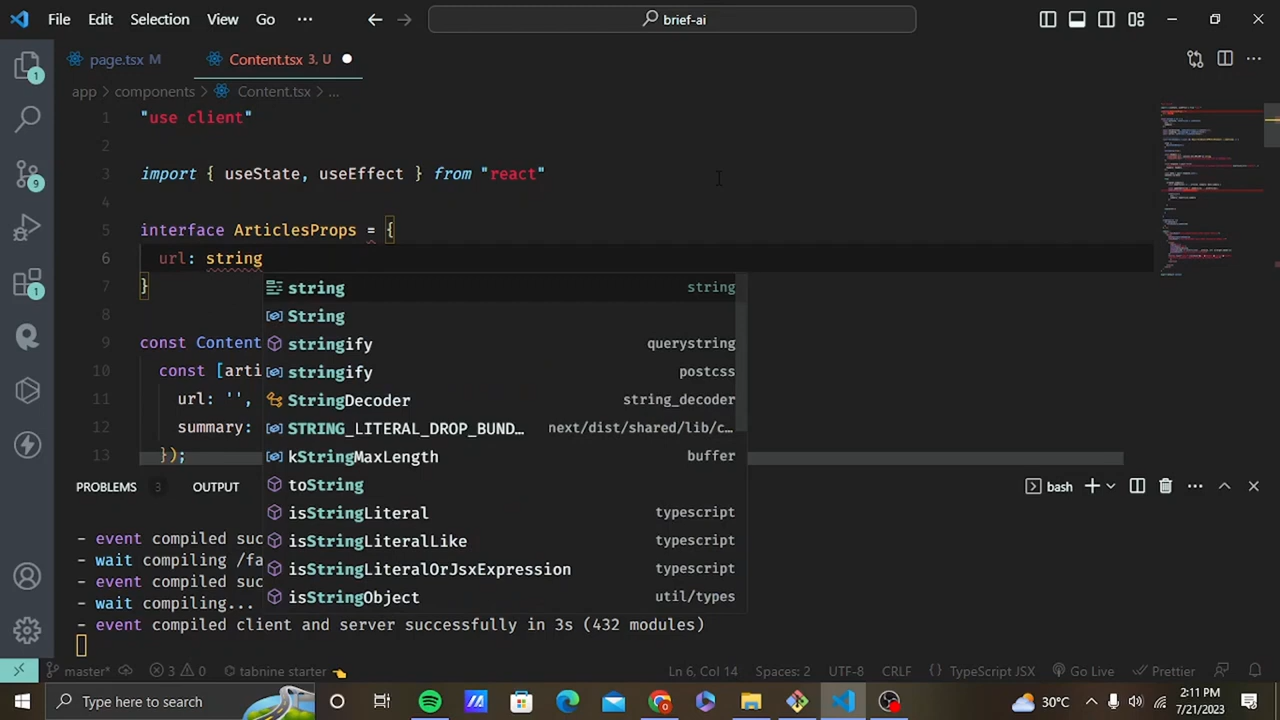 File Edit Selection View Go ··· brief-ai
page.tsx M Content.tsx 3, U
app > components > Content.tsx > ...
1 "use client"
2
3 import { useState, useEffect } from "react"
4
5 interface ArticlesProps = {
6 url: string
7 }
8
9 const Content
10 const [arti
11 url: '',
12 summary:
13 });
string string
String
stringify querystring
stringify postcss
StringDecoder string_decoder
STRING_LITERAL_DROP_BUND… next/dist/shared/lib/c…
kStringMaxLength buffer
toString
isStringLiteral typescript
isStringLiteralLike typescript
isStringLiteralOrJsxExpression typescript
isStringObject util/types
1
9
1
PROBLEMS 3 OUTPUT bash
- event compiled suc
- wait compiling /fa
- event compiled suc
- wait compiling...
- event compiled client and server successfully in 3s (432 modules)
master* 3 0 tabnine starter Ln 6, Col 14 Spaces: 2 UTF-8 CRLF {} TypeScript JSX Go Live Prettier
Type here to search 30°C 2:11 PM
7/21/2023